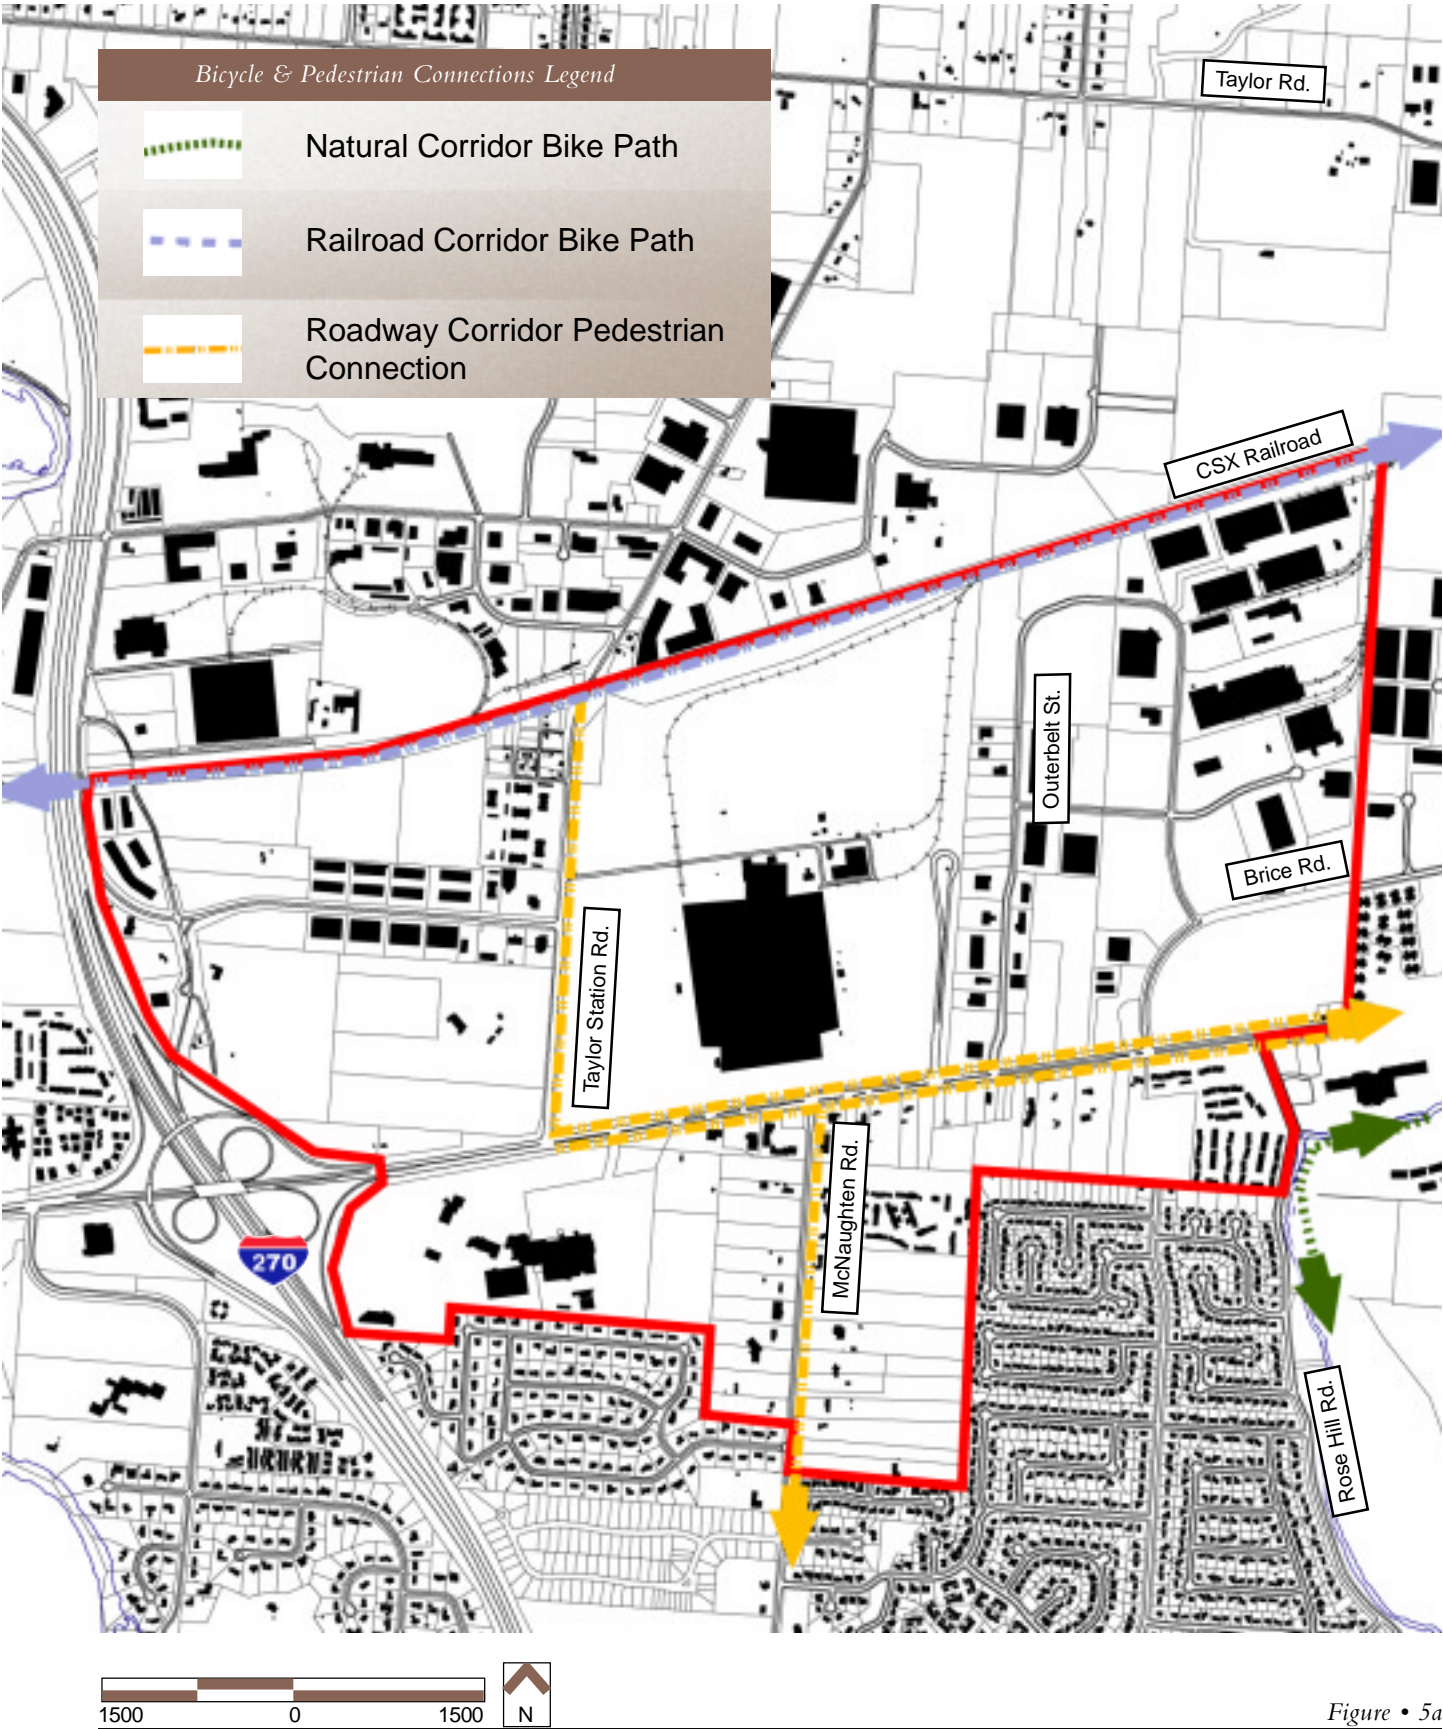 Bicycle & Pedestrian Connections Legend
Natural Corridor Bike Path
Railroad Corridor Bike Path
Roadway Corridor Pedestrian
Connection
Taylor Rd.
CSX Railroad
Outerbelt St.
Brice Rd.
Taylor Station Rd.
McNaughten Rd.
270
Rose Hill Rd.
1500 0 1500
N
Figure • 5a